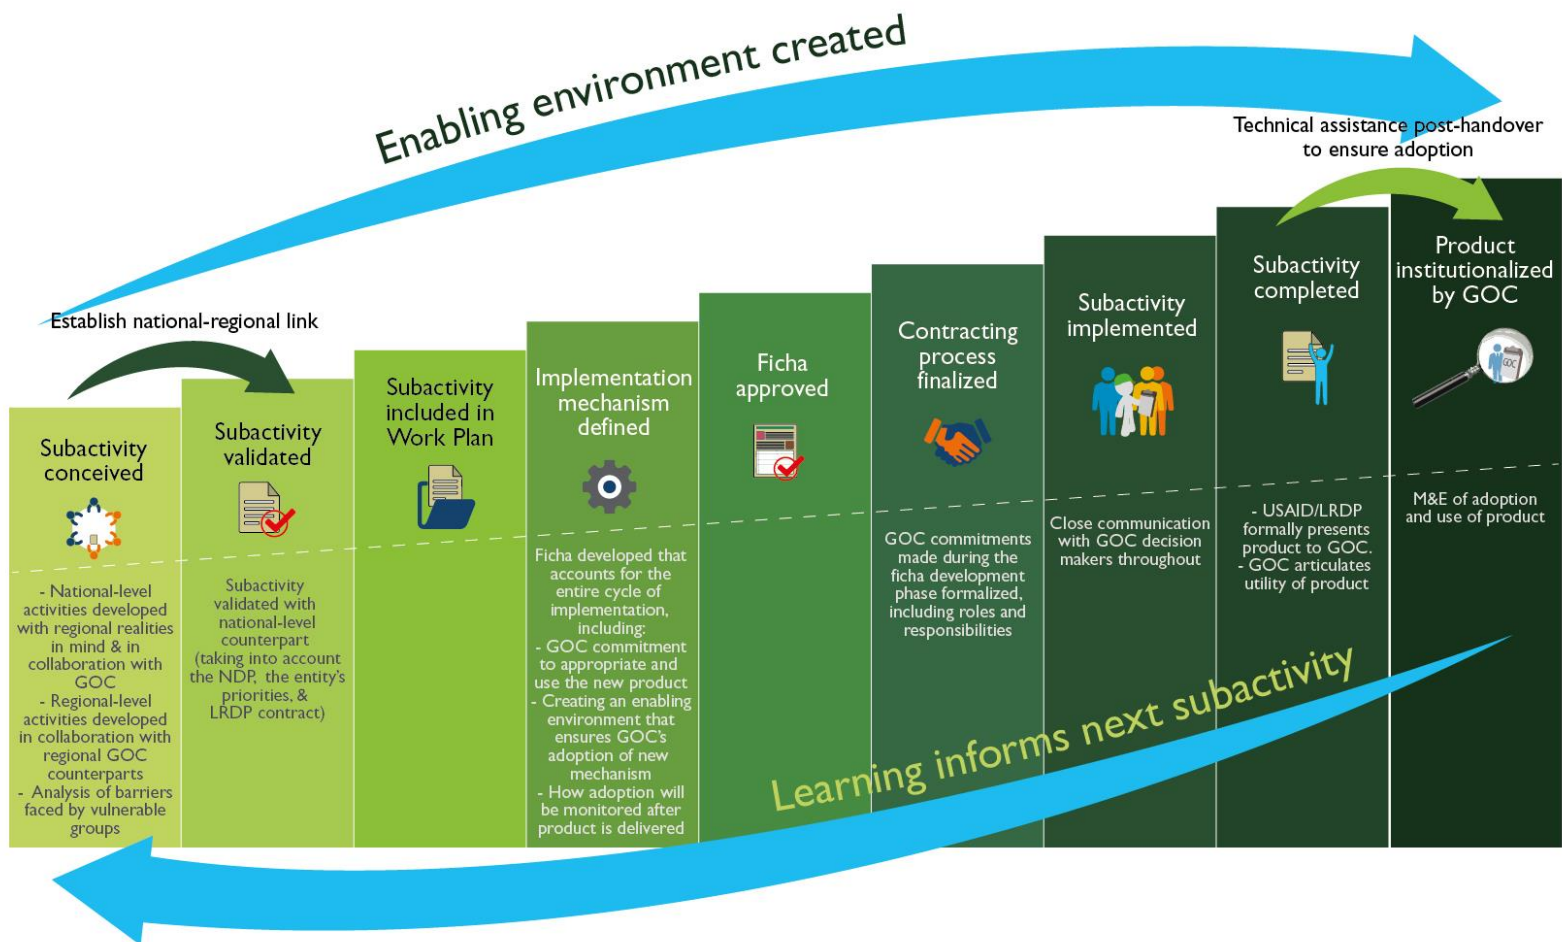 Enabling environment created
Technical assistance post-handover
to ensure adoption
Establish national-regional link
Subactivity
conceived
- National-level
activities developed
with regional realities
in mind & in
collaboration with
GOC
- Regional-level
activities developed
in collaboration with
regional GOC
counterparts
- Analysis of barriers
faced by vulnerable
groups
Subactivity
validated
Subactivity
validated with
national-level
counterpart
(taking into account
the NDP, the entity's
priorities, &
LRDP contract)
Subactivity
included in
Work Plan
Implementation
mechanism
defined
Ficha developed that
accounts for the
entire cycle of
implementation,
including:
- GOC commitment
to appropriate and
use the new product
- Creating an enabling
environment that
ensures GOC's
adoption of new
mechanism
- How adoption will
be monitored after
product is delivered
Ficha
approved
Contracting
process
finalized
GOC commitments
made during the
ficha development
phase formalized,
including roles and
responsibilities
Subactivity
implemented
Close communication
with GOC decision
makers throughout
Subactivity
completed
- USAID/LRDP
formally presents
product to GOC.
- GOC articulates
utility of product
Product
institutionalized
by GOC
GOC
M&E of adoption
and use of product
Learning informs next subactivity